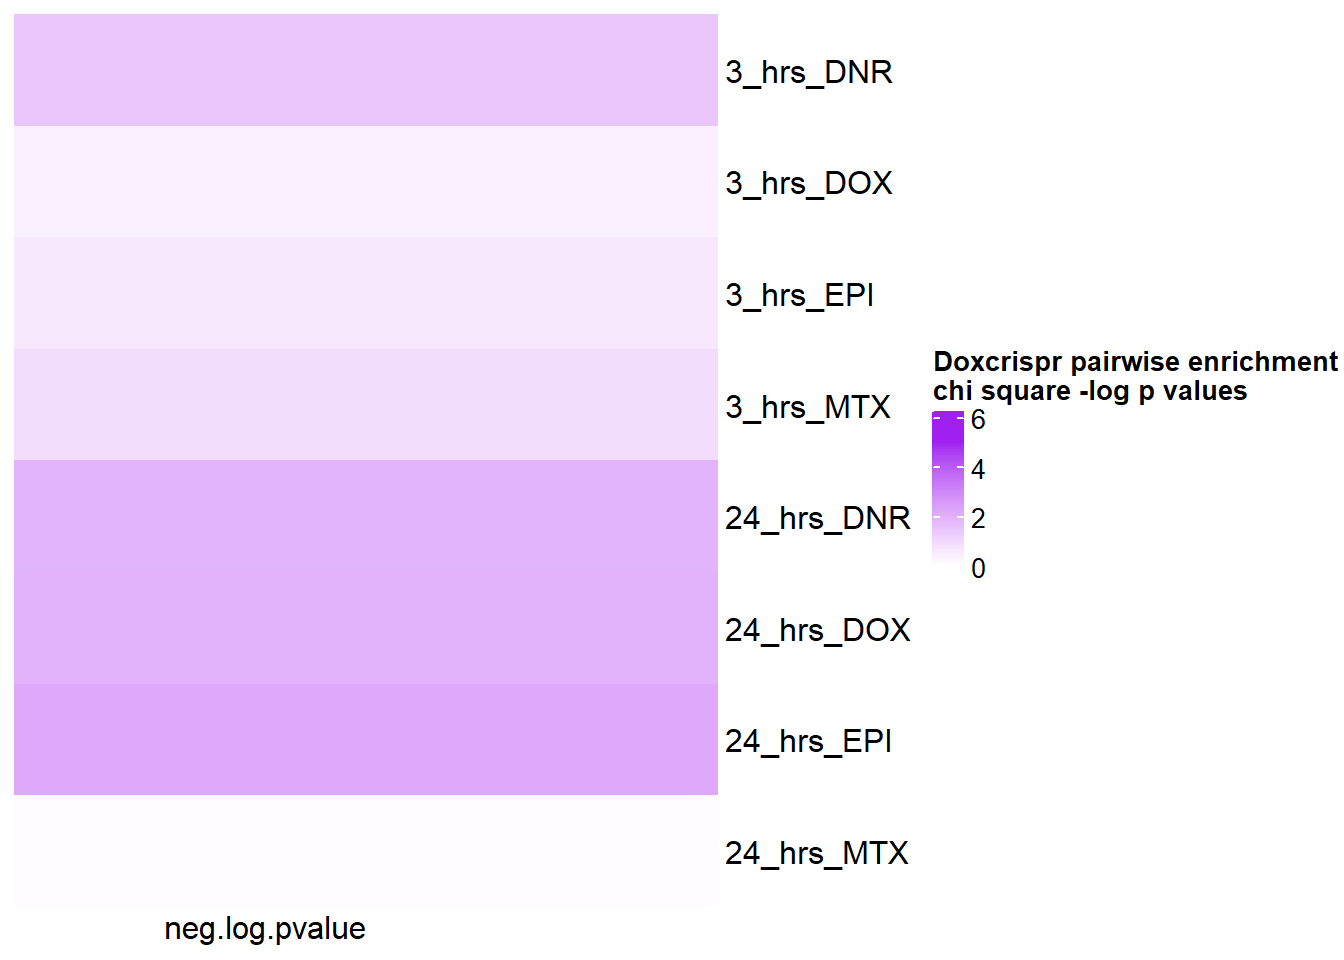 3_hrs_DNR
3_hrs_DOX
3_hrs_EPI
3_hrs_MTX
24_hrs_DNR
24_hrs_DOX
24_hrs_EPI
24_hrs_MTX
neg.log.pvalue
Doxcrispr pairwise enrichment
chi square -log p values
6
4
2
0